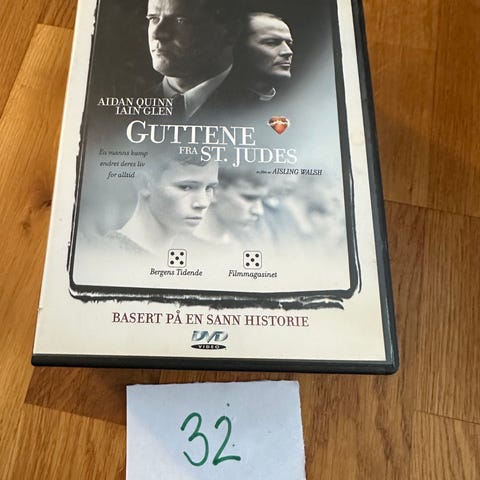 AIDAN QUINN
IAIN GLEN
GUTTENE
FRA ST. JUDES
En manns kamp
endret deres liv
for alltid
en film av AISLING WALSH
Bergens Tidende
Filmmagasinet
BASERT PÅ EN SANN HISTORIE
DVD
VIDEO
32